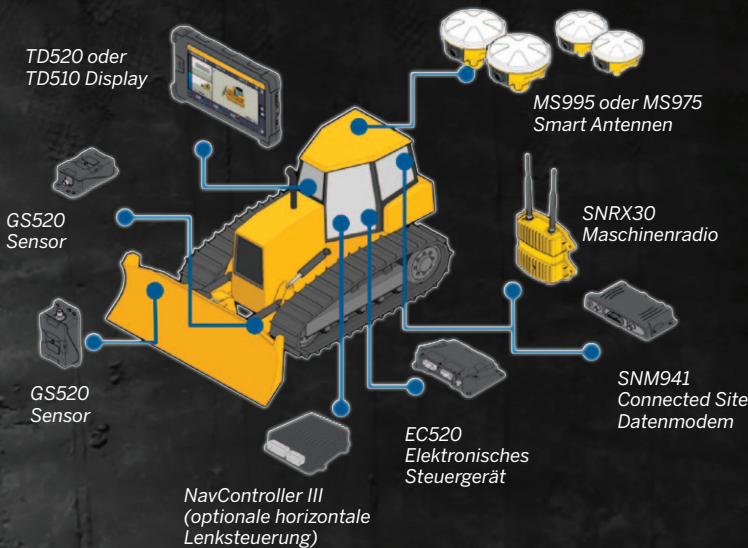 TD520 oder
TD510 Display
MS995 oder MS975
Smart Antennen
GS520
Sensor
SNRX30
Maschinenradio
GS520
Sensor
SNM941
Connected Site
Datenmodem
EC520
Elektronisches
Steuergerät
NavController III
(optionale horizontale
Lenksteuerung)